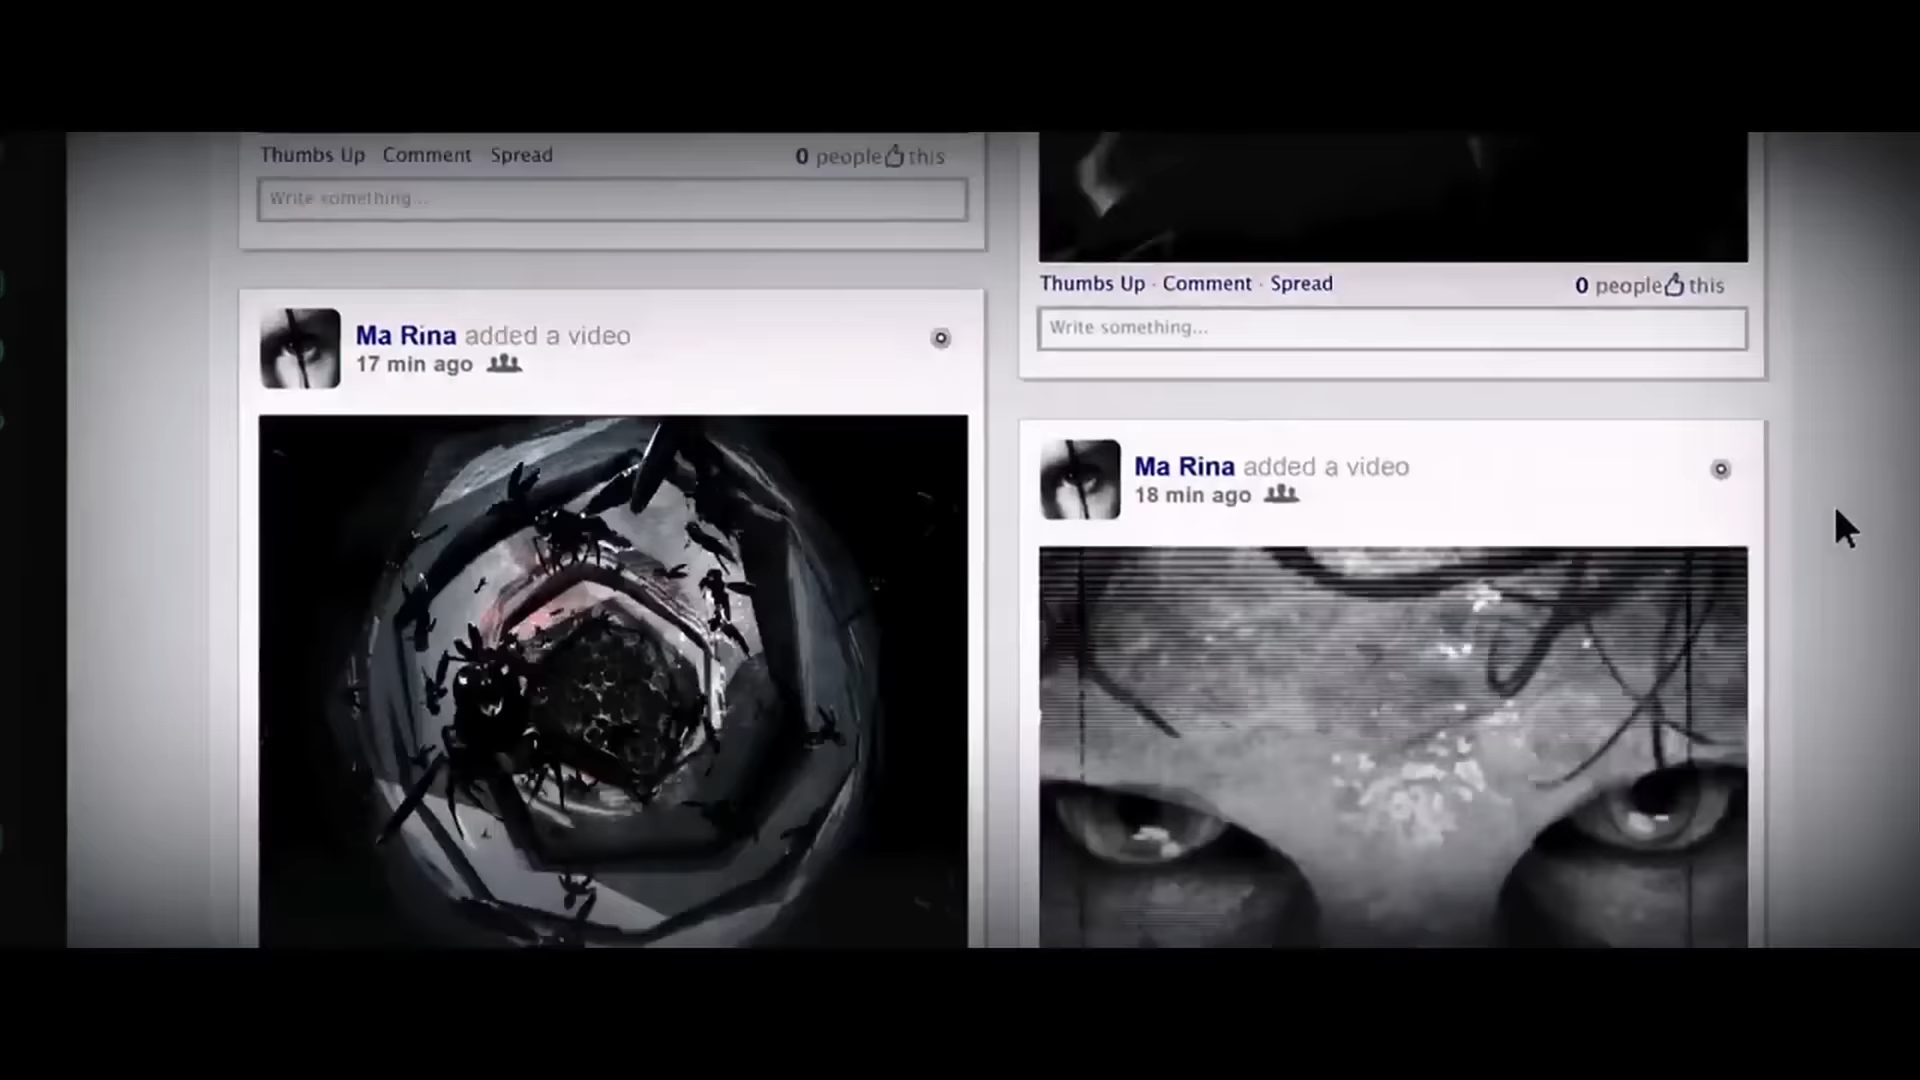 Thumbs Up Comment Spread
0 people this
Write something...
Ma Rina added a video
17 min ago
Thumbs Up · Comment · Spread
0 people this
Write something...
Ma Rina added a video
18 min ago